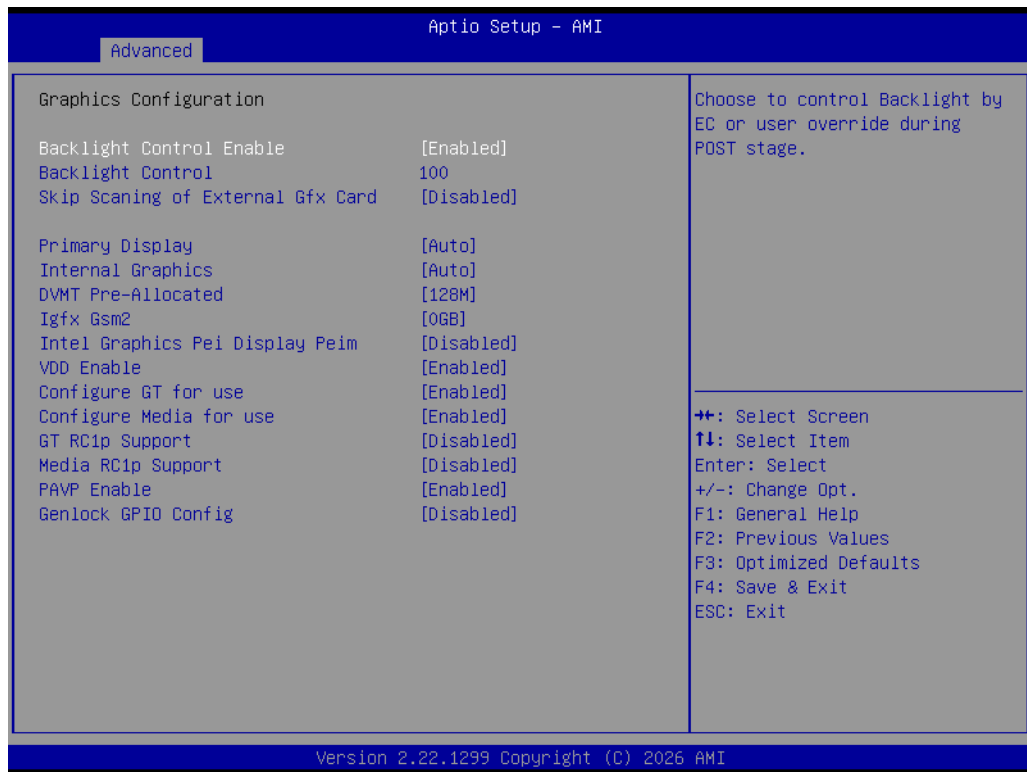 Aptio Setup – AMI
Advanced
Graphics Configuration
Backlight Control Enable [Enabled]
Backlight Control 100
Skip Scaning of External Gfx Card [Disabled]
Primary Display [Auto]
Internal Graphics [Auto]
DVMT Pre-Allocated [128M]
Igfx Gsm2 [0GB]
Intel Graphics Pei Display Peim [Disabled]
VDD Enable [Enabled]
Configure GT for use [Enabled]
Configure Media for use [Enabled]
GT RC1p Support [Disabled]
Media RC1p Support [Disabled]
PAVP Enable [Enabled]
Genlock GPIO Config [Disabled]
Choose to control Backlight by
EC or user override during
POST stage.
→←: Select Screen
↑↓: Select Item
Enter: Select
+/-: Change Opt.
F1: General Help
F2: Previous Values
F3: Optimized Defaults
F4: Save & Exit
ESC: Exit
Version 2.22.1299 Copyright (C) 2026 AMI